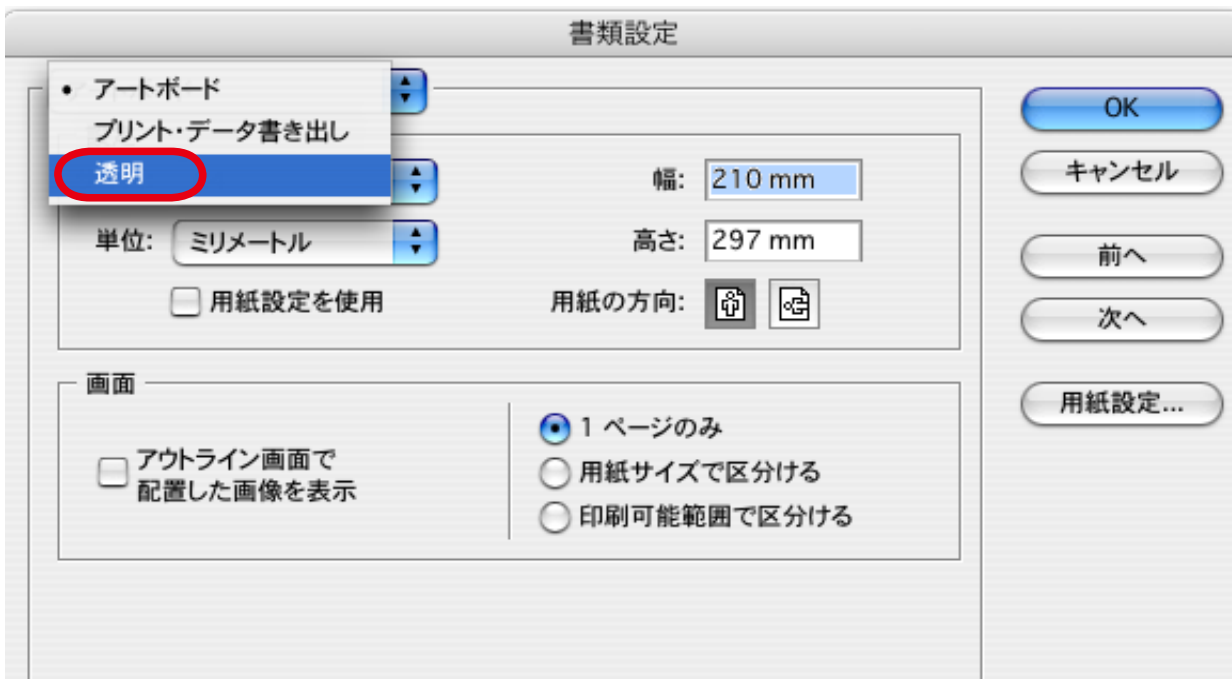 書類設定
アートボード
プリント・データ書き出し
透明
OK
キャンセル
幅: 210 mm
単位: ミリメートル
高さ: 297 mm
前へ
用紙設定を使用
用紙の方向:
次へ
画面
用紙設定...
アウトライン画面で
配置した画像を表示
1 ページのみ
用紙サイズで区分ける
印刷可能範囲で区分ける